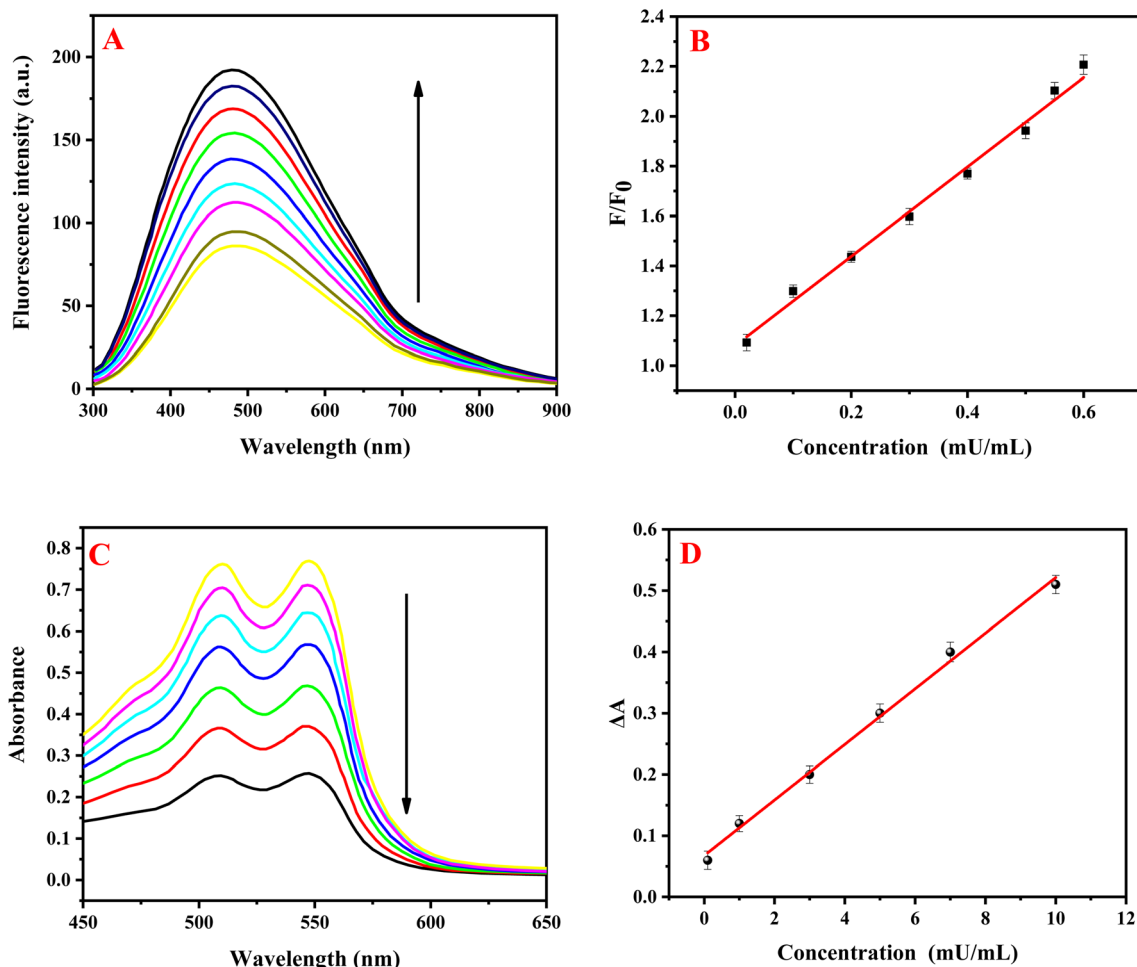 A
Fluorescence intensity (a.u.)
200
150
100
50
0
300 400 500 600 700 800 900
Wavelength (nm)
B
F/F0
2.4
2.2
2.0
1.8
1.6
1.4
1.2
1.0
0.0 0.2 0.4 0.6
Concentration (mU/mL)
C
Absorbance
0.8
0.7
0.6
0.5
0.4
0.3
0.2
0.1
0.0
450 500 550 600 650
Wavelength (nm)
D
ΔA
0.6
0.5
0.4
0.3
0.2
0.1
0.0
0 2 4 6 8 10 12
Concentration (mU/mL)